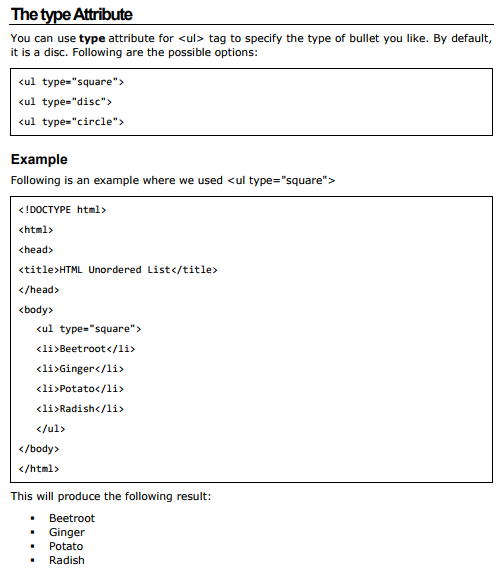 The type Attribute
You can use type attribute for <ul> tag to specify the type of bullet you like. By default,
it is a disc. Following are the possible options:
<ul type="square">
<ul type="disc">
<ul type="circle">
Example
Following is an example where we used <ul type="square">
<!DOCTYPE html>
<html>
<head>
<title>HTML Unordered List</title>
</head>
<body>
<ul type="square">
<li>Beetroot</li>
<li>Ginger</li>
<li>Potato</li>
<li>Radish</li>
</ul>
</body>
</html>
This will produce the following result:
▪ Beetroot
▪ Ginger
▪ Potato
▪ Radish